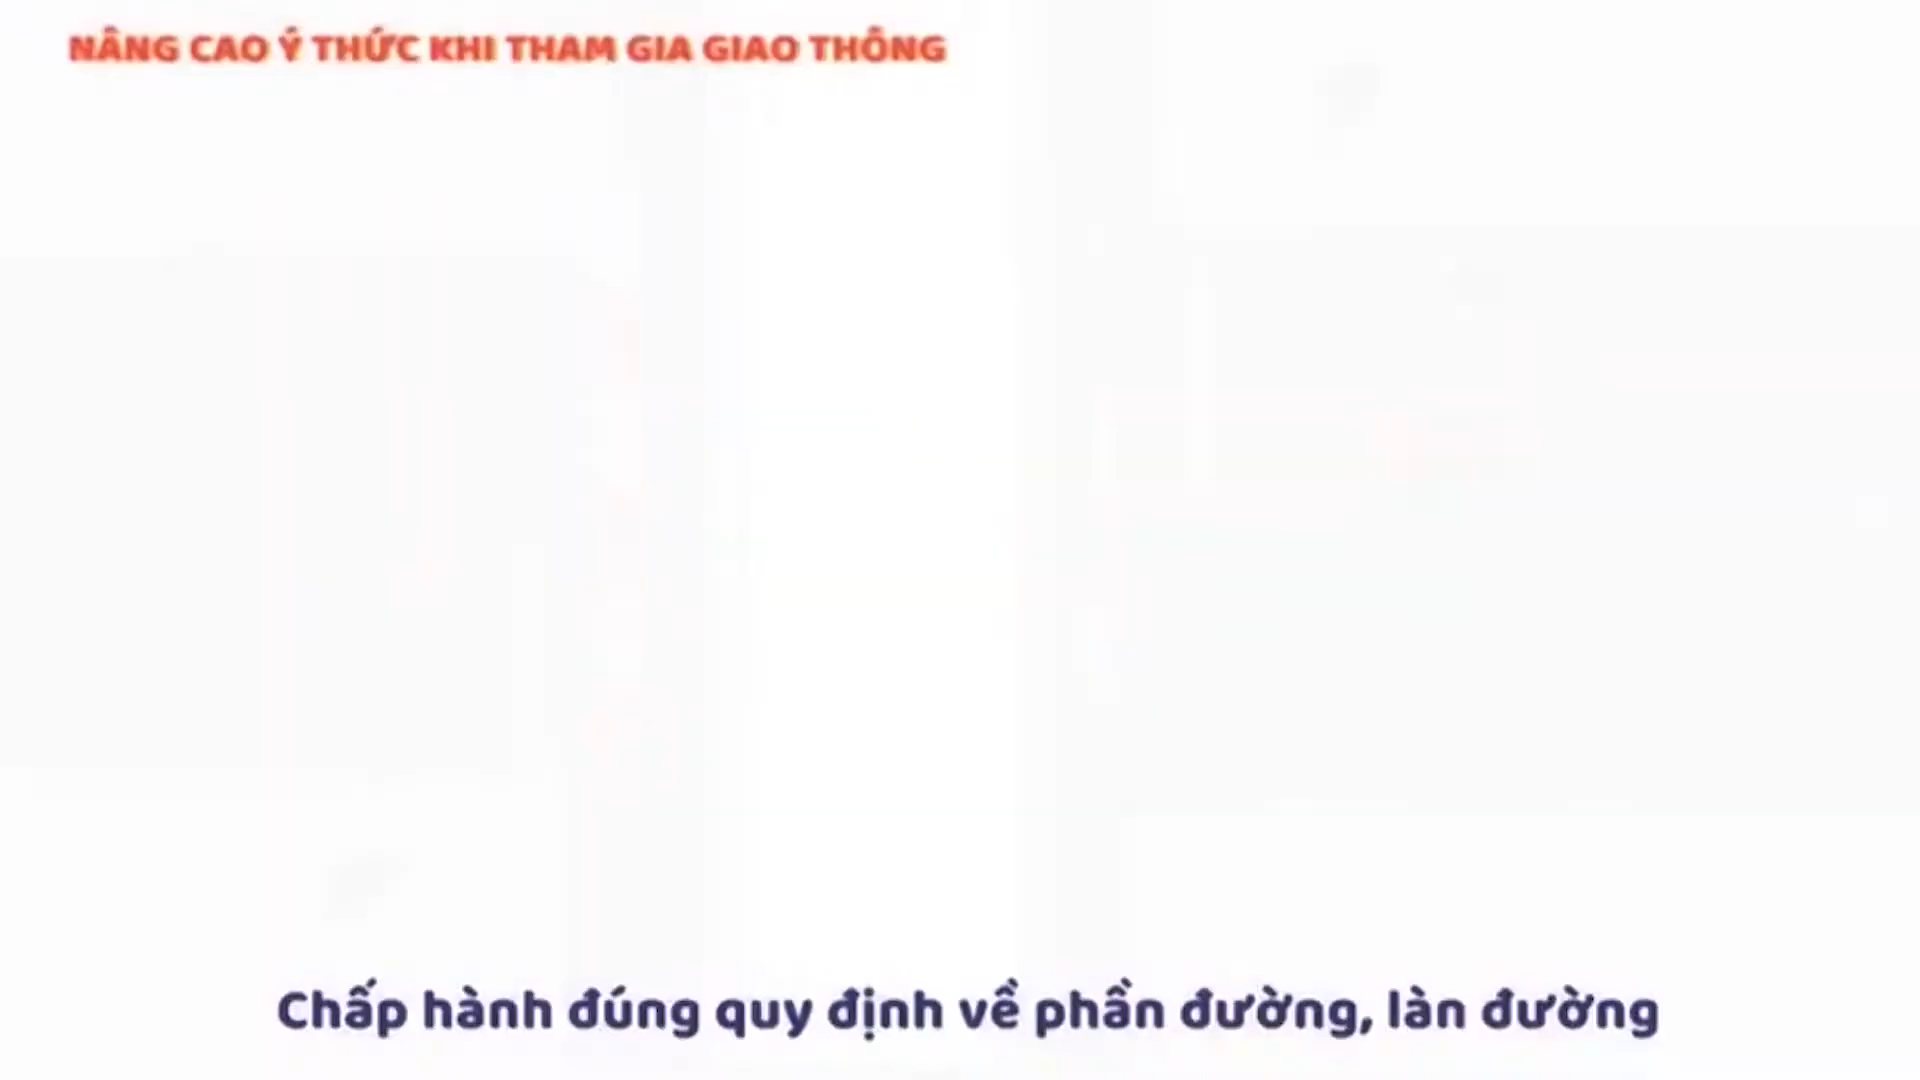 NÂNG CAO Ý THỨC KHI THAM GIA GIAO THÔNG
Chấp hành đúng quy định về phần đường, làn đường